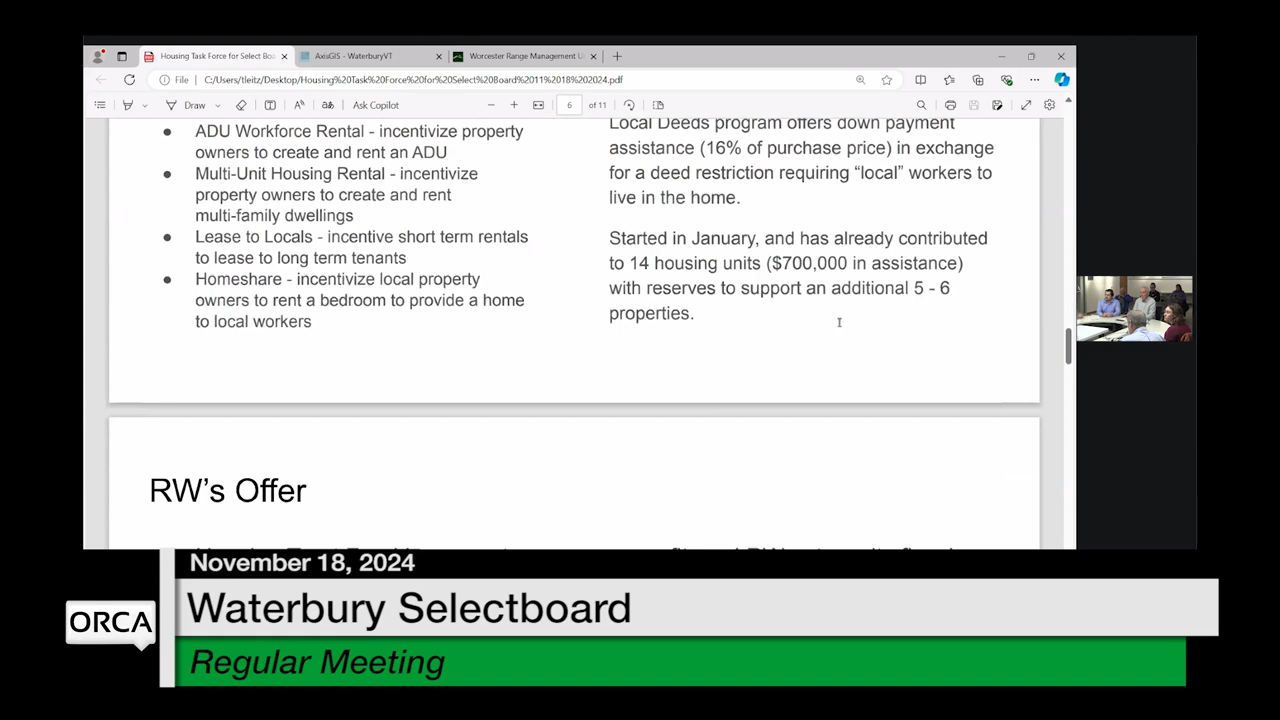 Housing Task Force for Select Boa
AxisGIS - WaterburyVT
Worcester Range Management U
File
C:/Users/tleitz/Desktop/Housing%20Task%20Force%20for%20Select%20Board%2011%2018%202024.pdf
Draw
Ask Copilot
6
of 11
ADU Workforce Rental - incentivize property
owners to create and rent an ADU
Multi-Unit Housing Rental - incentivize
property owners to create and rent
multi-family dwellings
Lease to Locals - incentive short term rentals
to lease to long term tenants
Homeshare - incentivize local property
owners to rent a bedroom to provide a home
to local workers
Local Deeds program offers down payment
assistance (16% of purchase price) in exchange
for a deed restriction requiring “local” workers to
live in the home.
Started in January, and has already contributed
to 14 housing units ($700,000 in assistance)
with reserves to support an additional 5 - 6
properties.
RW’s Offer
November 18, 2024
ORCA
Waterbury Selectboard
Regular Meeting